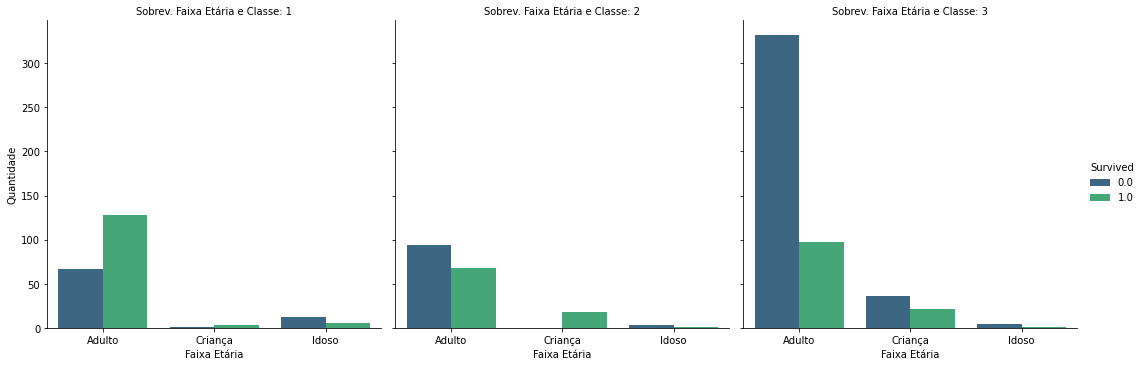 Sobrev. Faixa Etária e Classe: 1
Sobrev. Faixa Etária e Classe: 2
Sobrev. Faixa Etária e Classe: 3
Quantidade
300
250
200
150
100
50
0
Adulto Criança Idoso
Faixa Etária
Adulto Criança Idoso
Faixa Etária
Adulto Criança Idoso
Faixa Etária
Survived
0.0
1.0